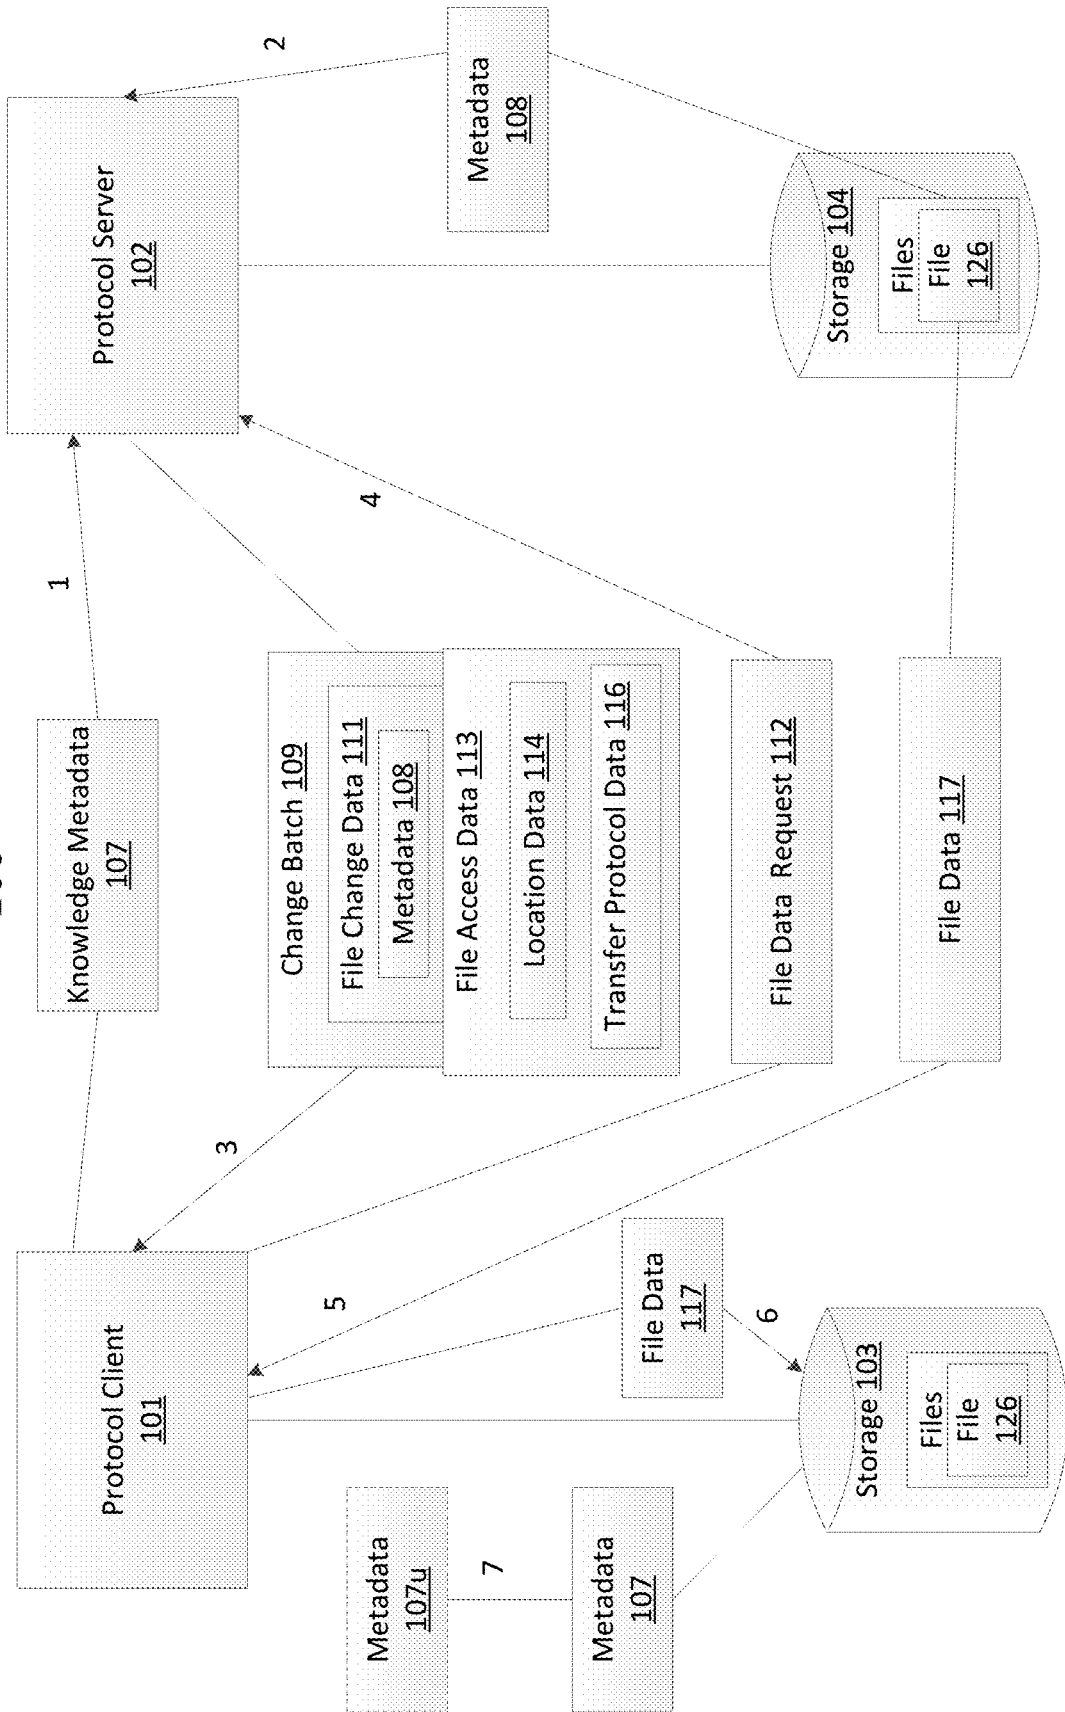 Protocol Client
101
Knowledge Metadata
107
1
Protocol Server
102
2
Metadata
108
3
Change Batch 109
File Change Data 111
Metadata 108
File Access Data 113
Location Data 114
Transfer Protocol Data 116
4
File Data Request 112
5
File Data 117
File Data
117
6
Metadata
107u
7
Metadata
107
Storage 103
Files
File
126
Storage 104
Files
File
126